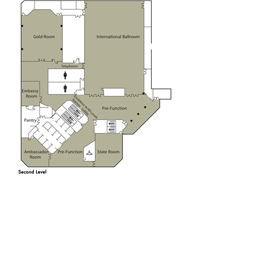 Gold Room
International Ballroom
Embassy
Room
Pre-Function
Pantry
Ambassador
Room
Pre-Function
State Room
Second Level